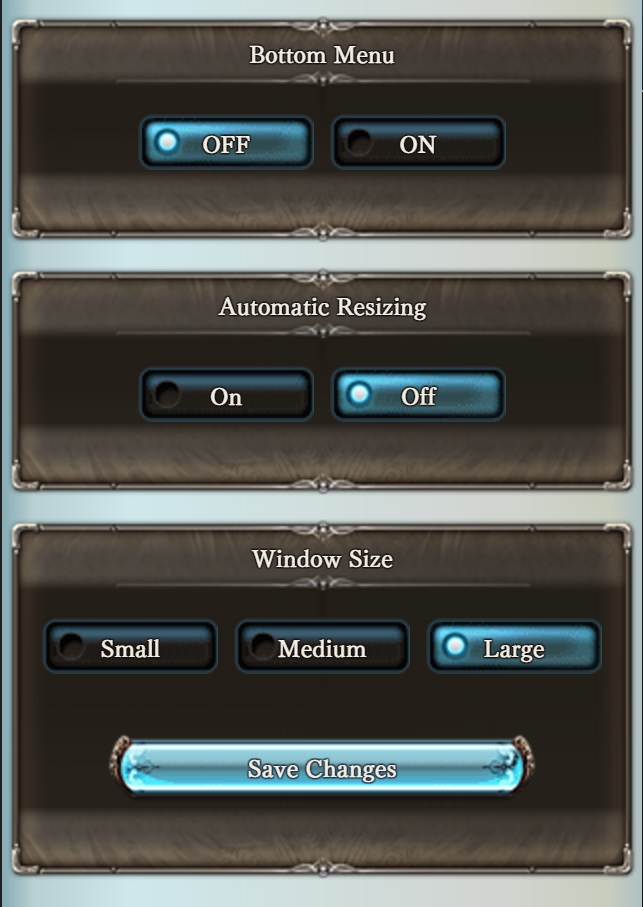 Bottom Menu
OFF ON
Automatic Resizing
On Off
Window Size
Small Medium Large
Save Changes